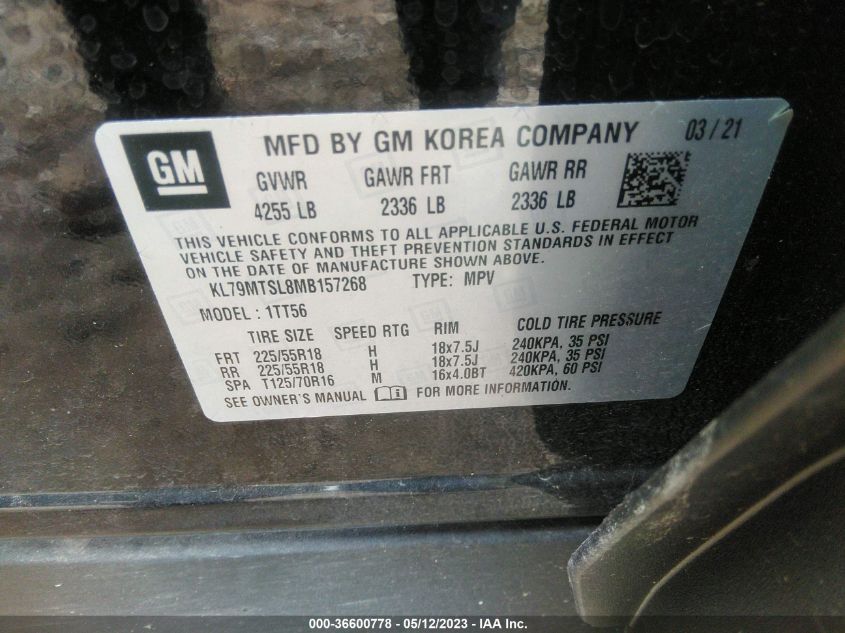 GM
MFD BY GM KOREA COMPANY 03 / 21
GVWR GAWR FRT GAWR RR
4255 LB 2336 LB 2336 LB
THIS VEHICLE CONFORMS TO ALL APPLICABLE U.S. FEDERAL MOTOR
VEHICLE SAFETY AND THEFT PREVENTION STANDARDS IN EFFECT
ON THE DATE OF MANUFACTURE SHOWN ABOVE.
KL79MTSL8MB157268 TYPE: MPV
MODEL : 1TT56
TIRE SIZE SPEED RTG RIM COLD TIRE PRESSURE
FRT 225/55R18 H 18x7.5J 240KPA, 35 PSI
RR 225/55R18 H 18x7.5J 240KPA, 35 PSI
SPA T125/70R16 M 16x4.0BT 420KPA, 60 PSI
SEE OWNER'S MANUAL FOR MORE INFORMATION.
000-36600778 - 05/12/2023 - IAA Inc.